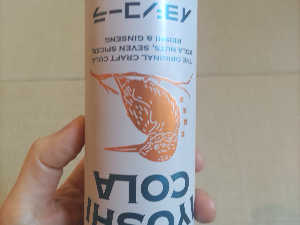 IYOSHI
COLA
THE ORIGINAL CRAFT COLA
KOLA NUTS, SEVEN SPICES,
REISHI & GINSENG
イヨシコーラ